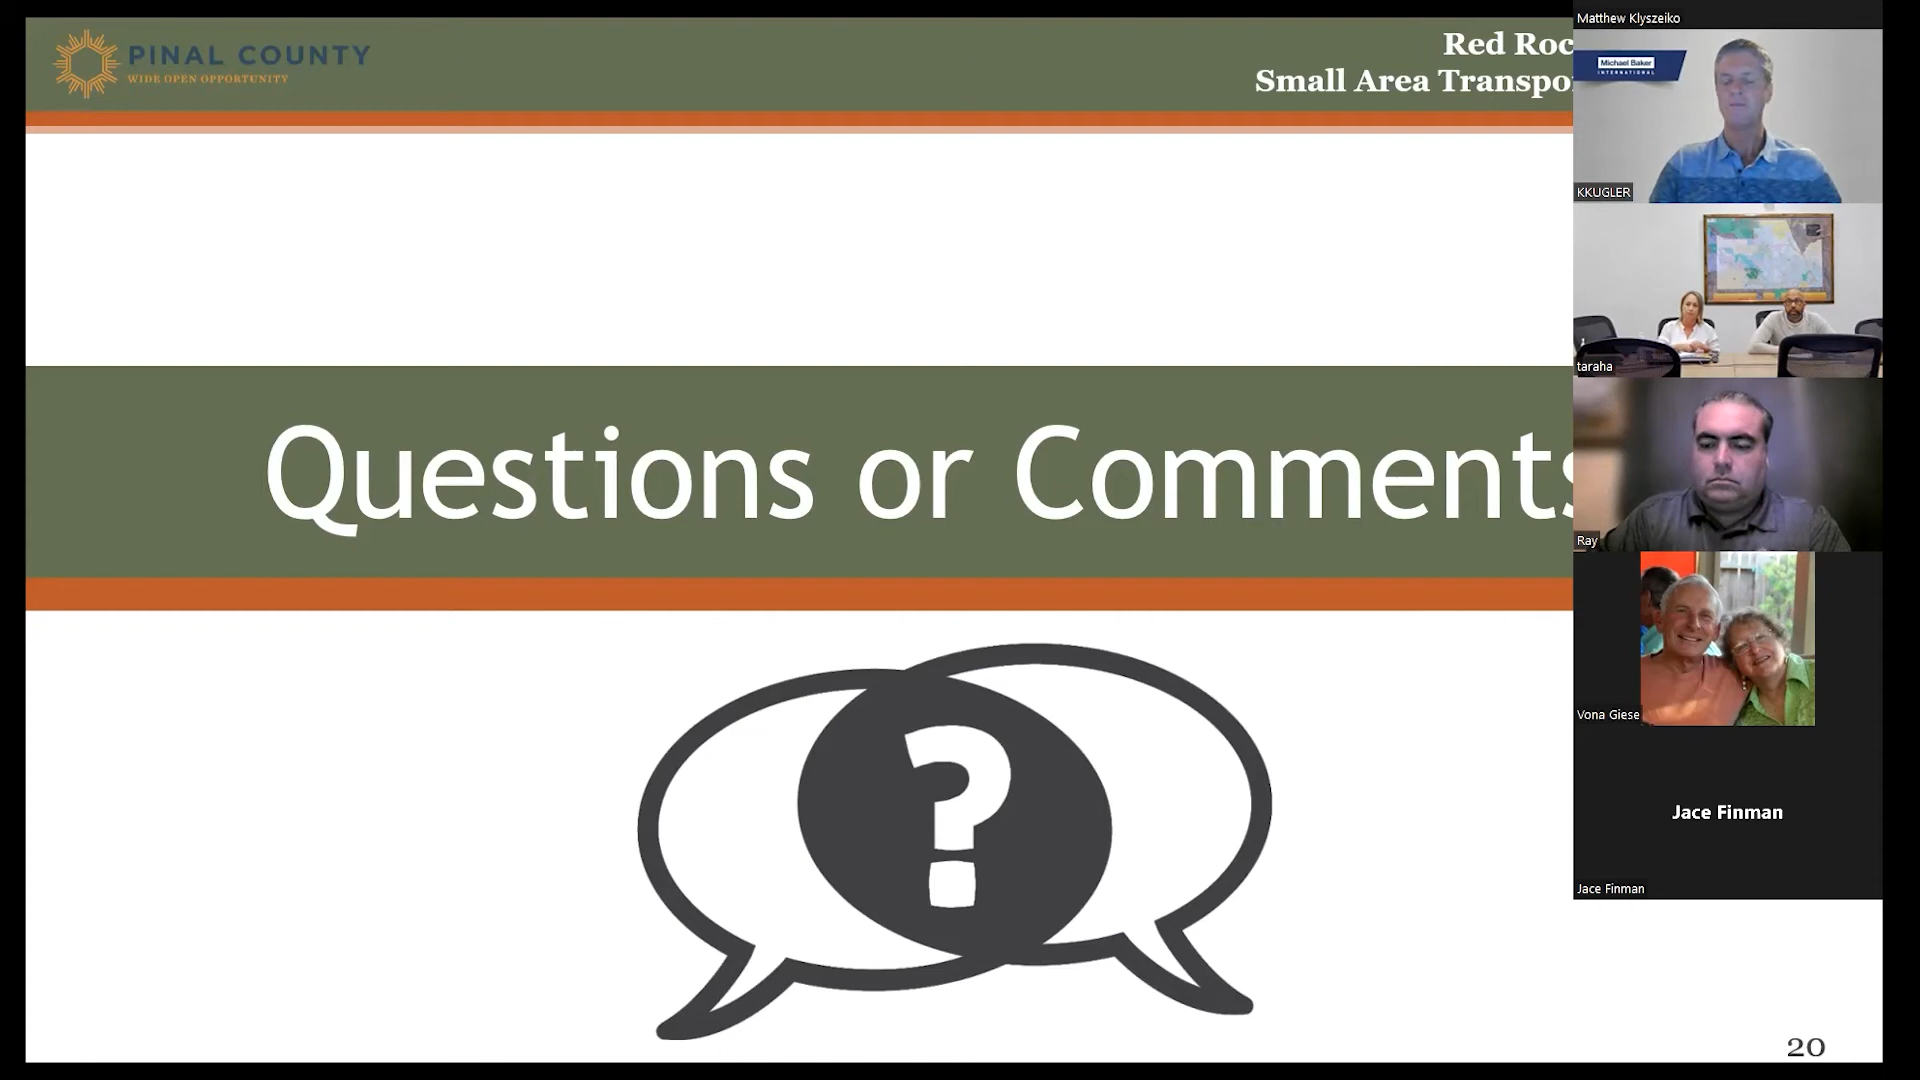 PINAL COUNTY
WIDE OPEN OPPORTUNITY
Red Roc
Small Area Transpo
Questions or Comments
?
20
Matthew Klyszeiko
Michael Baker
INTERNATIONAL
KKUGLER
taraha
Ray
Vona Giese
Jace Finman
Jace Finman